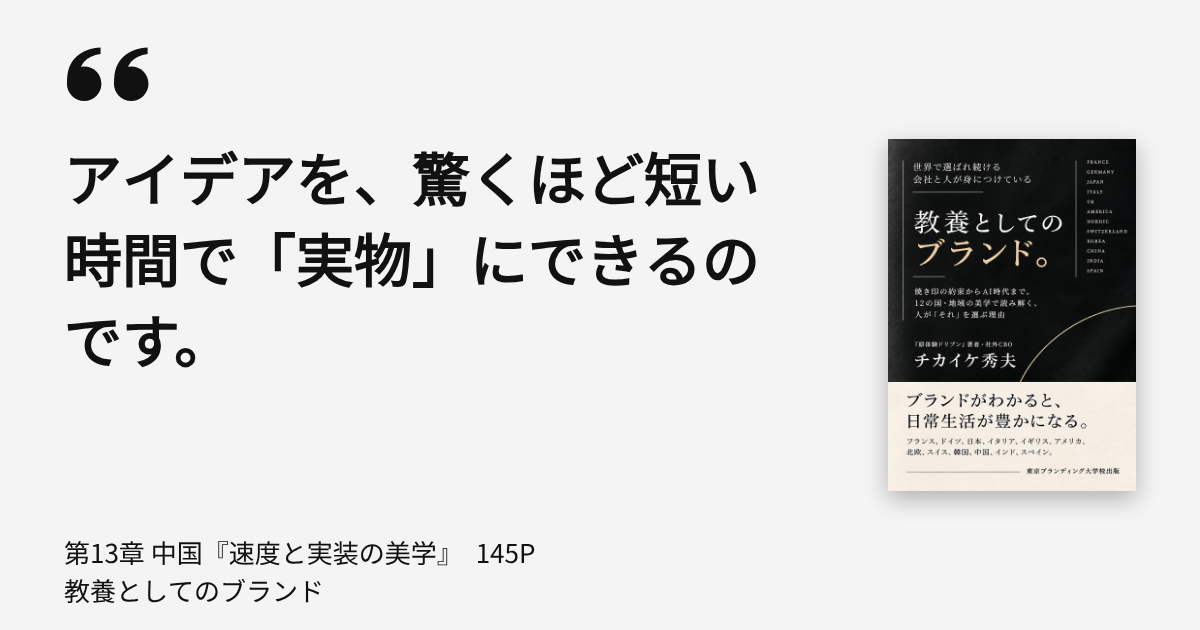 “
アイデアを、驚くほど短い
時間で「実物」にできるの
です。
第13章 中国『速度と実装の美学』 145P
教養としてのブランド
世界で選ばれ続ける
会社と人が身につけている
教養としての
ブランド。
焼き印の約束からAI時代まで。
12の国・地域の美学で読み解く、
人が「それ」を選ぶ理由
『原体験ドリブン』著者・社外CBO
チカイケ秀夫
FRANCE
GERMANY
JAPAN
ITALY
UK
AMERICA
NORDIC
SWITZERLAND
KOREA
CHINA
INDIA
SPAIN
ブランドがわかると、
日常生活が豊かになる。
フランス、ドイツ、日本、イタリア、イギリス、アメリカ、
北欧、スイス、韓国、中国、インド、スペイン。
東京ブランディング大学校出版